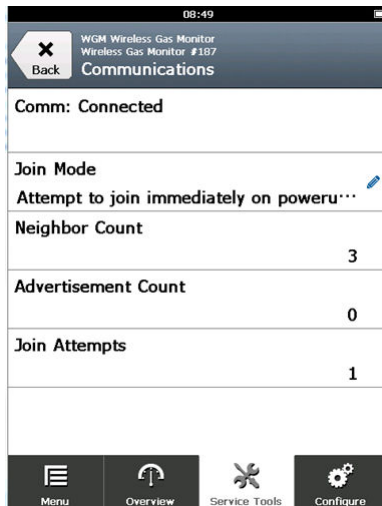 08:49
WGM Wireless Gas Monitor
Wireless Gas Monitor #187
Back
Communications
Comm: Connected
Join Mode
Attempt to join immediately on poweru…
Neighbor Count
3
Advertisement Count
0
Join Attempts
1
Menu
Overview
Service Tools
Configure